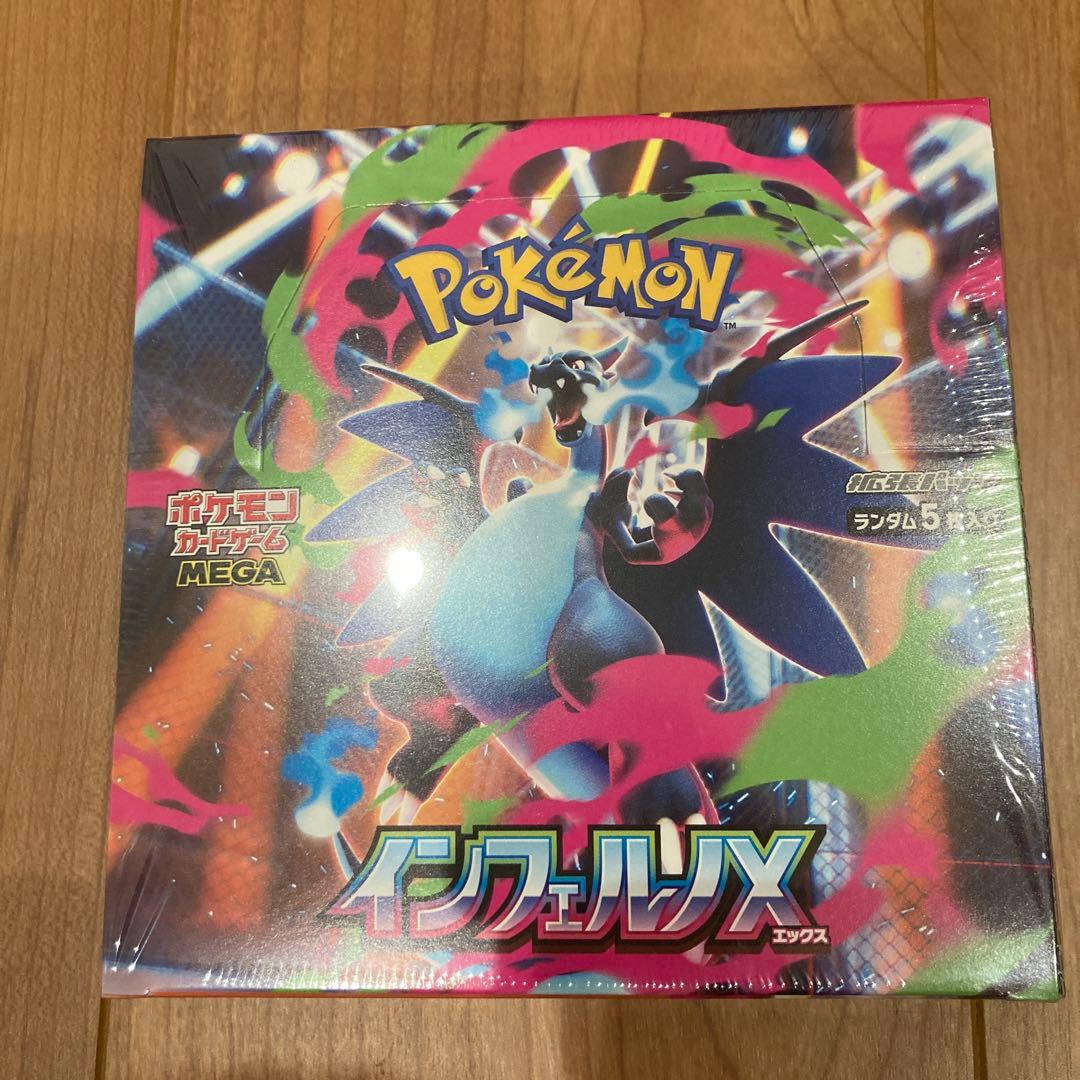 POKéMON
TM
ポケモン
カードゲーム
MEGA
拡張パック
ランダム5枚入り
インフェルノX
エックス